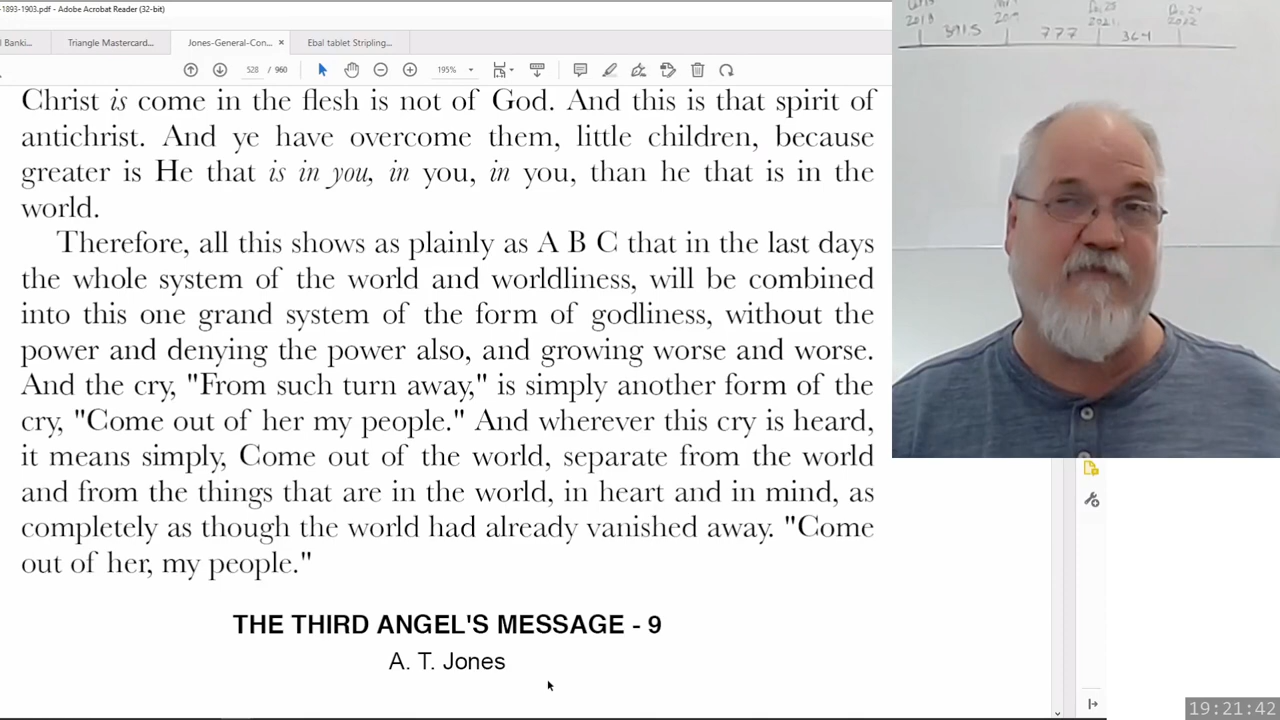 -1893-1903.pdf - Adobe Acrobat Reader (32-bit)
l Banki... Triangle Mastercard... Jones-General-Con... × Ebal tablet Stripling...
528 / 960 195%
Christ is come in the flesh is not of God. And this is that spirit of
antichrist. And ye have overcome them, little children, because
greater is He that is in you, in you, in you, than he that is in the
world.
Therefore, all this shows as plainly as A B C that in the last days
the whole system of the world and worldliness, will be combined
into this one grand system of the form of godliness, without the
power and denying the power also, and growing worse and worse.
And the cry, "From such turn away," is simply another form of the
cry, "Come out of her my people." And wherever this cry is heard,
it means simply, Come out of the world, separate from the world
and from the things that are in the world, in heart and in mind, as
completely as though the world had already vanished away. "Come
out of her, my people."
THE THIRD ANGEL'S MESSAGE - 9
A. T. Jones
2018 2021 2022
391.5 777 364
19:21:42